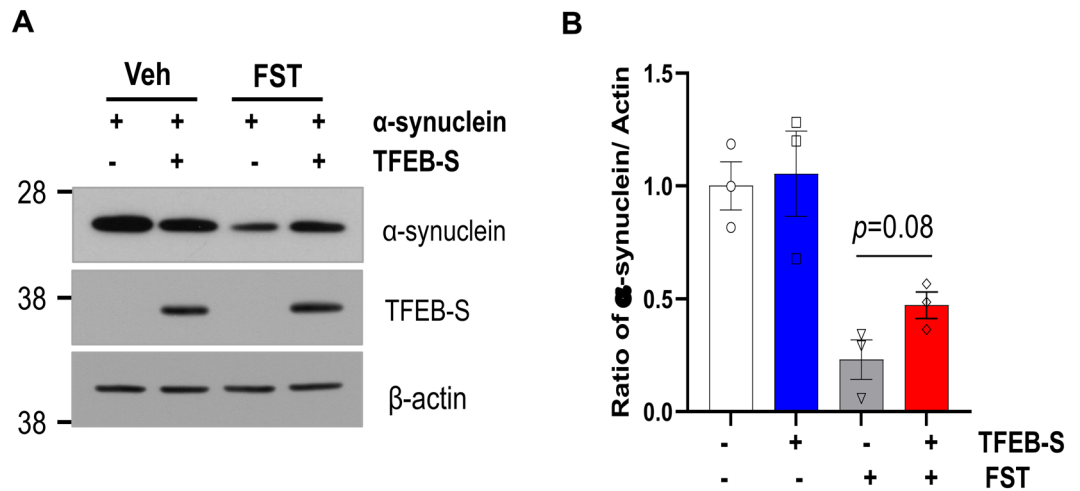 A
Veh FST
+ + + + α-synuclein
- + - + TFEB-S
28
α-synuclein
38
TFEB-S
β-actin
38
B
Ratio of α-synuclein/ Actin
1.5
1.0
0.5
0.0
p=0.08
- + - + TFEB-S
- - + + FST